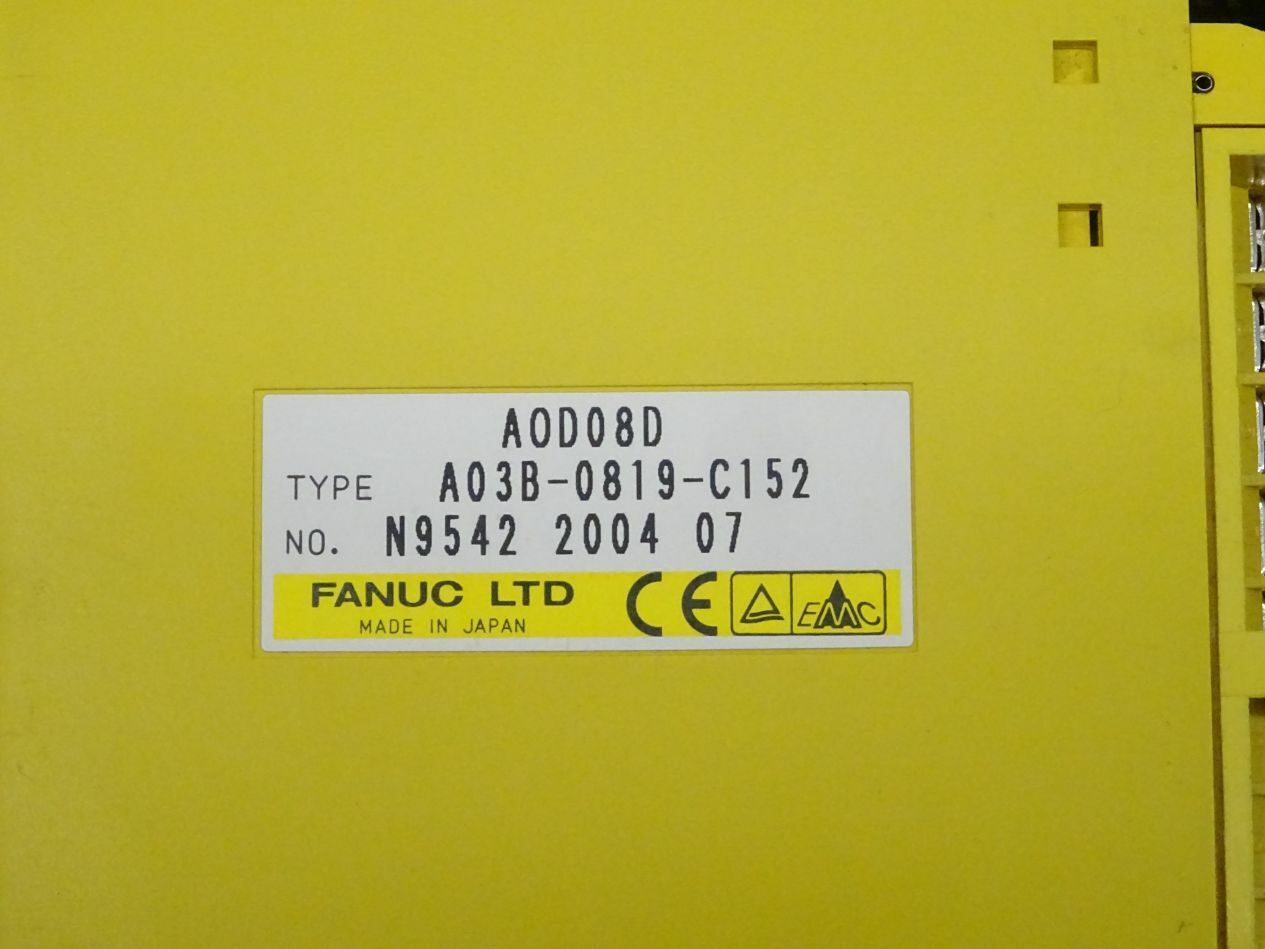 AOD08D
TYPE A03B-0819-C152
NO. N9542 2004 07
FANUC LTD
MADE IN JAPAN
CE
EMC